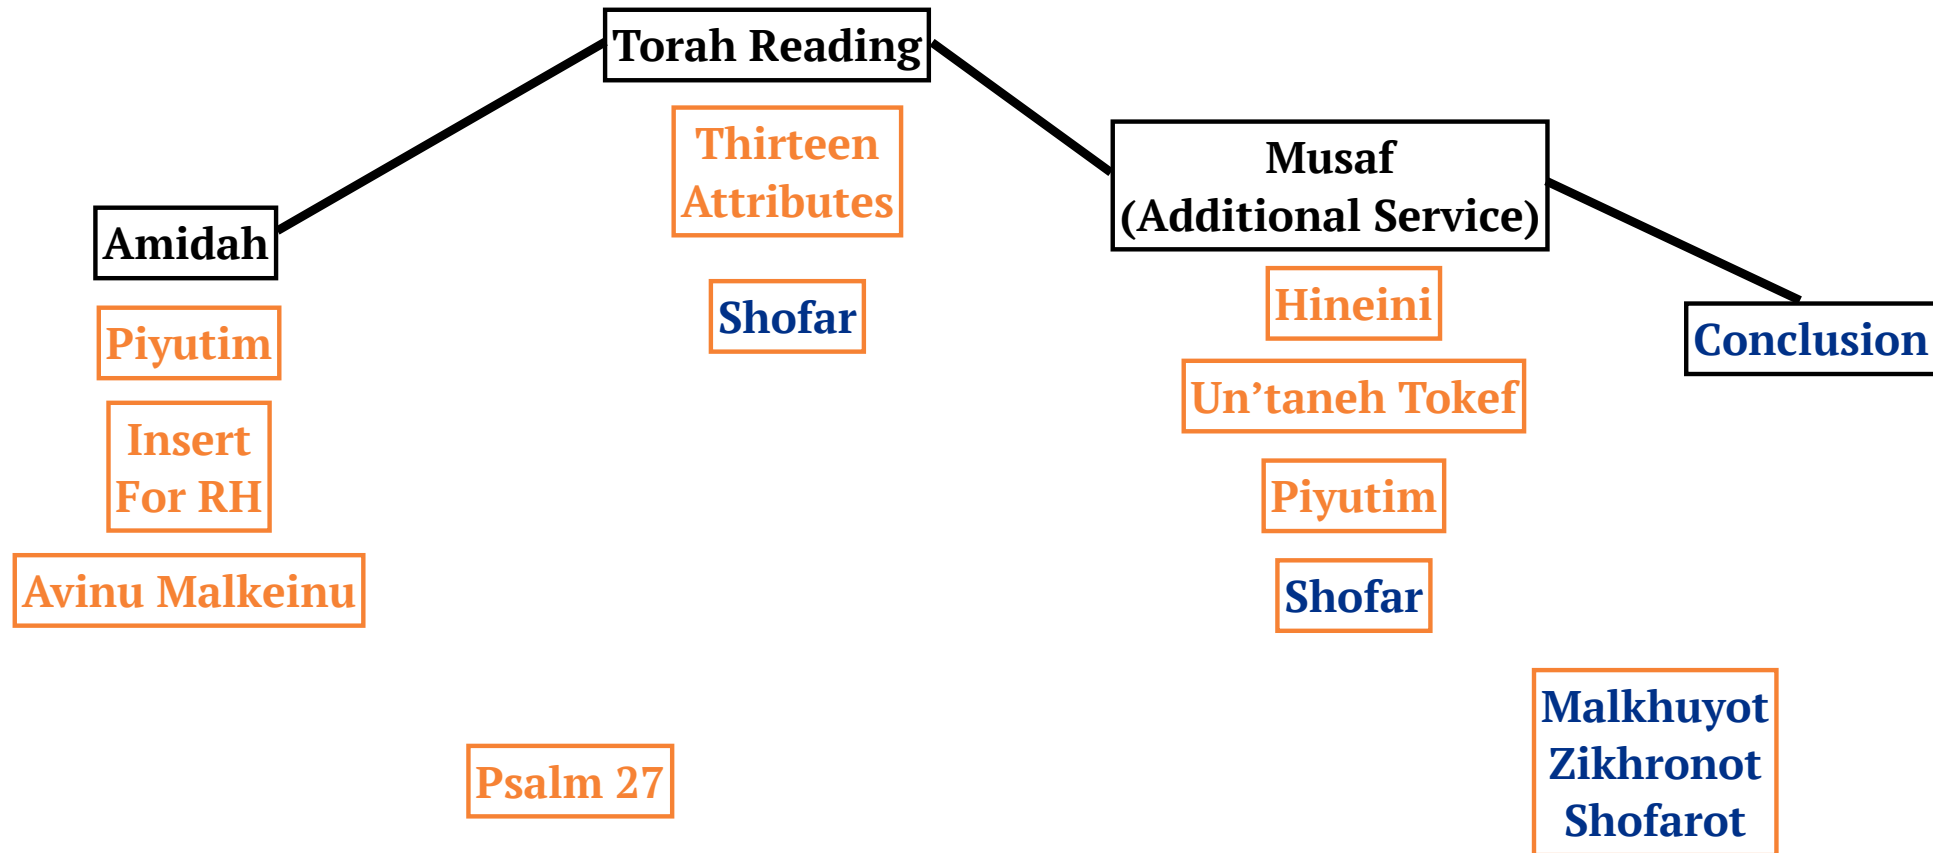 Torah Reading
Thirteen
Attributes
Shofar
Amidah
Piyutim
Insert
For RH
Avinu Malkeinu
Psalm 27
Musaf
(Additional Service)
Hineini
Un’taneh Tokef
Piyutim
Shofar
Conclusion
Malkhuyot
Zikhronot
Shofarot